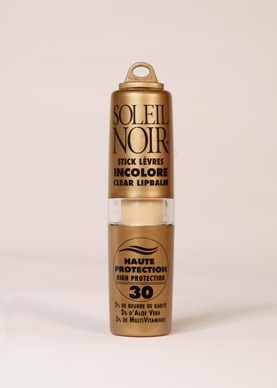 SOLEIL
NOIR
STICK LÈVRES
INCOLORE
CLEAR LIPBALM
HAUTE
PROTECTION
HIGH PROTECTION
30
2% DE BEURRE DE KARITÉ
2% D'ALOE VERA
2% DE MULTIVITAMINES